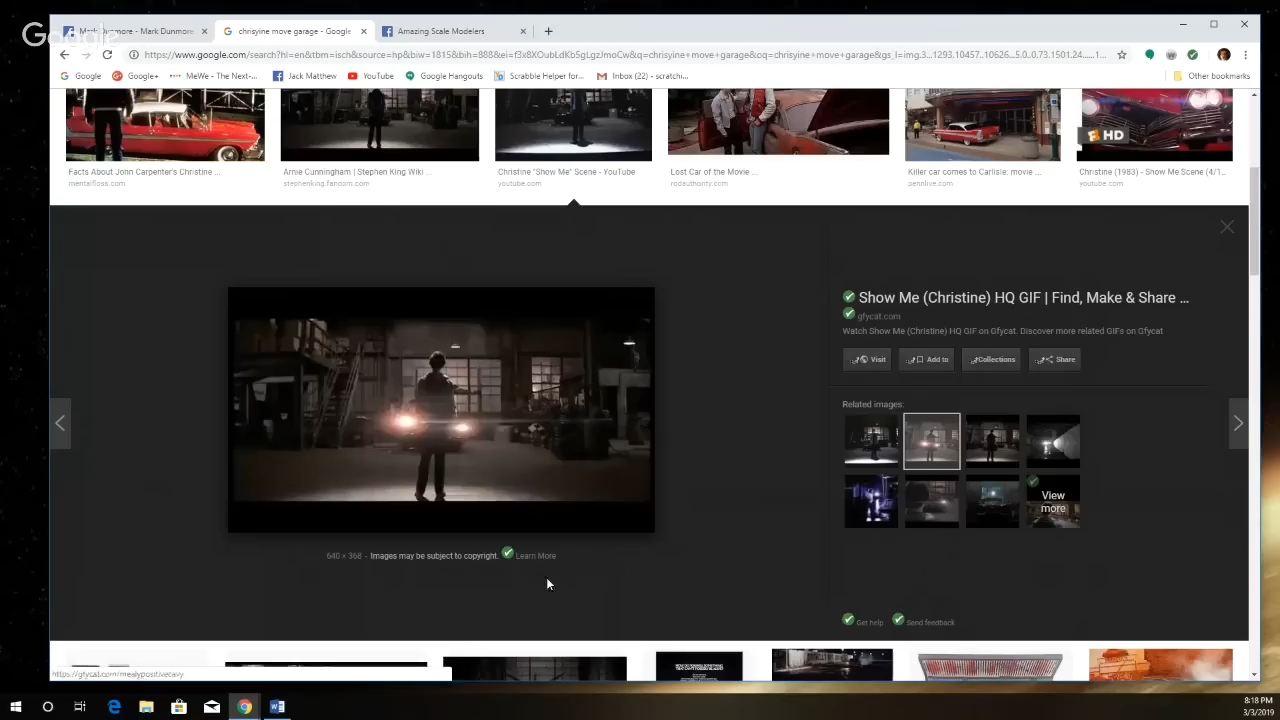 Google
Mark Dunmore - Mark Dunmore
chrisyine move garage - Google
Amazing Scale Modelers
https://www.google.com/search?hl=en&tbm=isch&source=hp&biw=1815&bih=888&ei=f3x8XOubLdKb5gLgzJmoCw&q=chrisyine+move+garage&oq=chrisyine+move+garage&gs_l=img.3...1293.10457..10626...5.0..0.73.1501.24......1...
Google
Google+
MeWe - The Next-...
Jack Matthew
YouTube
Google Hangouts
Scrabble Helper for...
Inbox (22) - scratchi...
Other bookmarks
HD
Facts About John Carpenter's Christine ...
mentalfloss.com
Arnie Cunningham | Stephen King Wiki ...
stephenking.fandom.com
Christine "Show Me" Scene - YouTube
youtube.com
Lost Car of the Movie ...
rodauthority.com
Killer car comes to Carlisle: movie ...
pennlive.com
Christine (1983) - Show Me Scene (4/1...
youtube.com
Show Me (Christine) HQ GIF | Find, Make & Share ...
gfycat.com
Watch Show Me (Christine) HQ GIF on Gfycat. Discover more related GIFs on Gfycat
Visit
Add to
Collections
Share
Related images:
View
more
640 × 368 - Images may be subject to copyright. Learn More
Get help
Send feedback
https://gfycat.com/meallypositivecavy
8:18 PM
3/3/2019